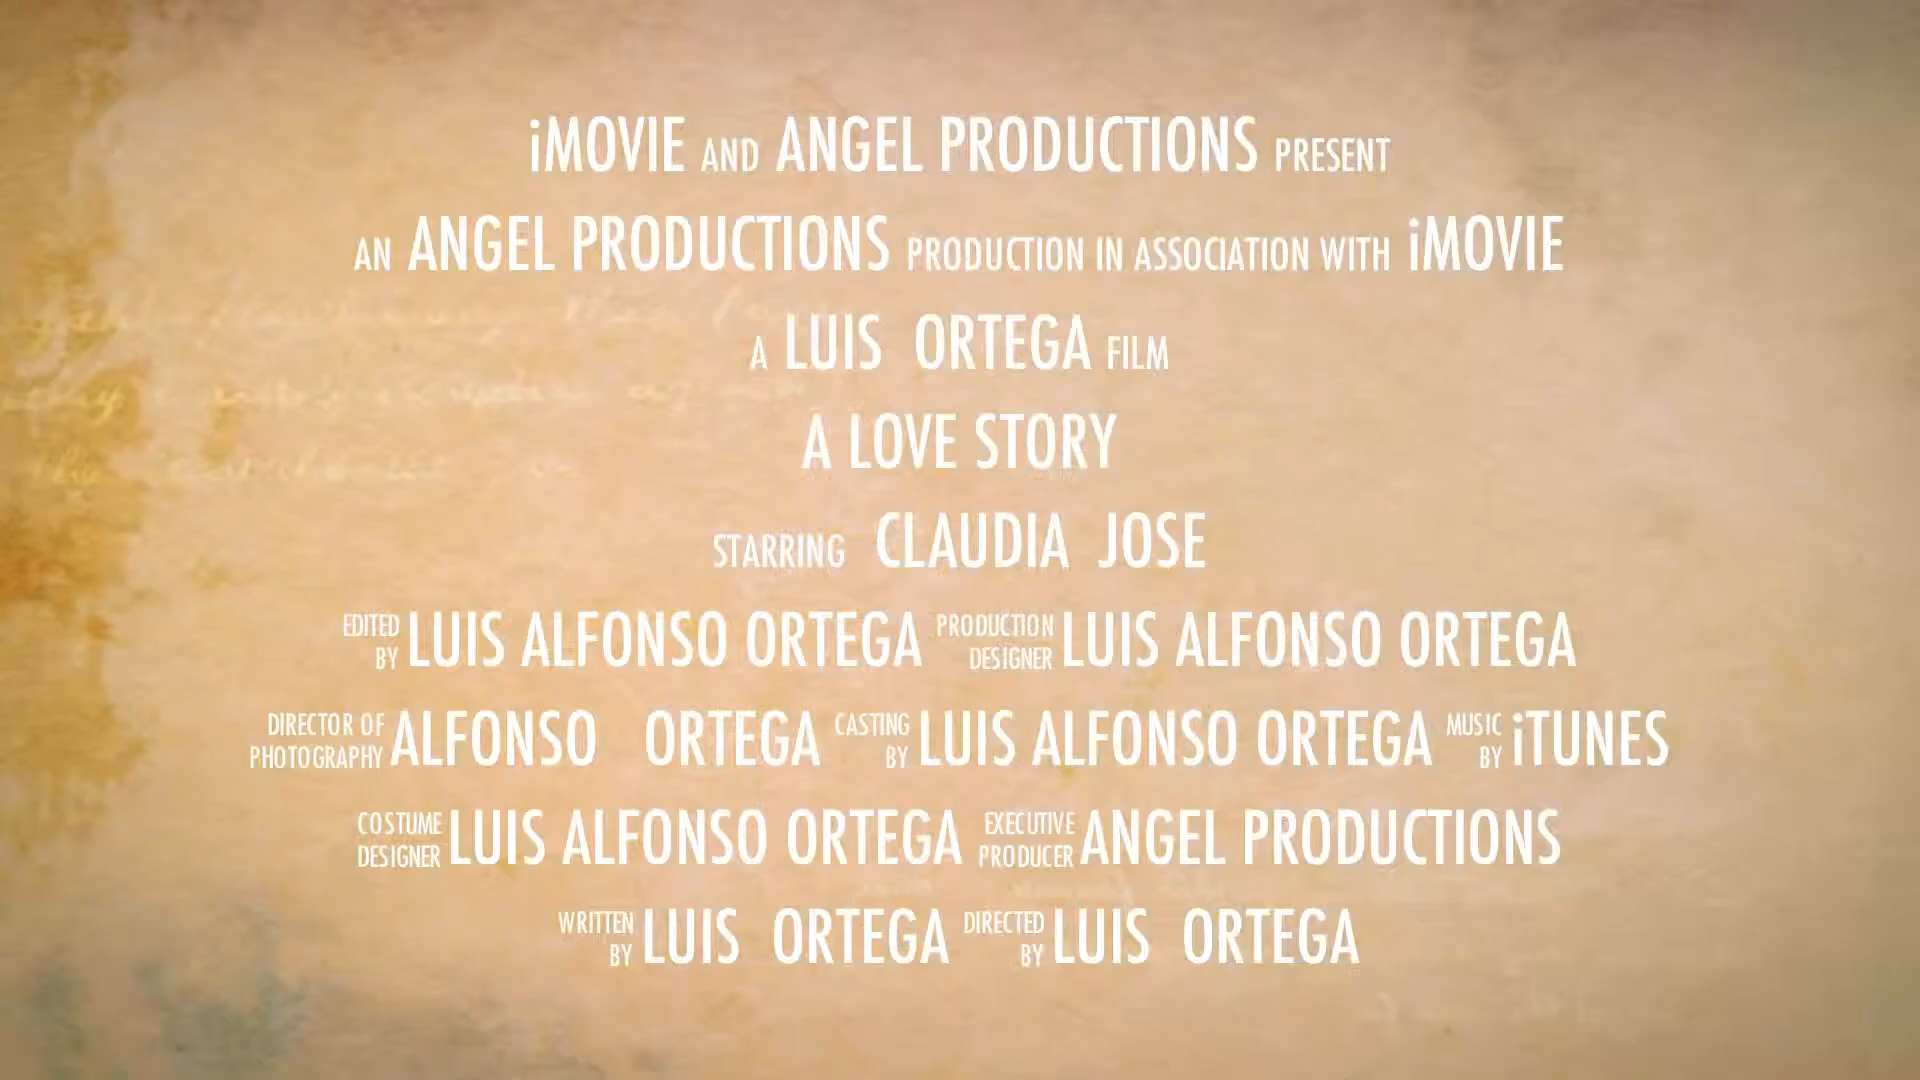 iMOVIE AND ANGEL PRODUCTIONS PRESENT
AN ANGEL PRODUCTIONS PRODUCTION IN ASSOCIATION WITH iMOVIE
A LUIS ORTEGA FILM
A LOVE STORY
STARRING CLAUDIA JOSE
EDITED BY LUIS ALFONSO ORTEGA PRODUCTION DESIGNER LUIS ALFONSO ORTEGA
DIRECTOR OF PHOTOGRAPHY ALFONSO ORTEGA CASTING BY LUIS ALFONSO ORTEGA MUSIC BY iTUNES
COSTUME DESIGNER LUIS ALFONSO ORTEGA EXECUTIVE PRODUCER ANGEL PRODUCTIONS
WRITTEN BY LUIS ORTEGA DIRECTED BY LUIS ORTEGA